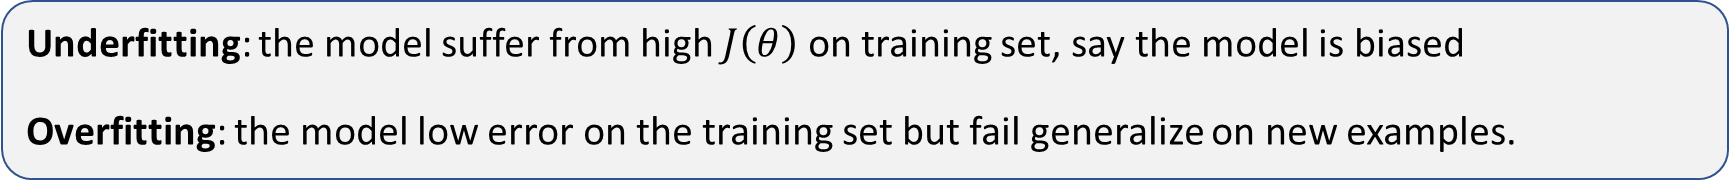 Underfitting: the model suffer from high J(θ) on training set, say the model is biased
Overfitting: the model low error on the training set but fail generalize on new examples.